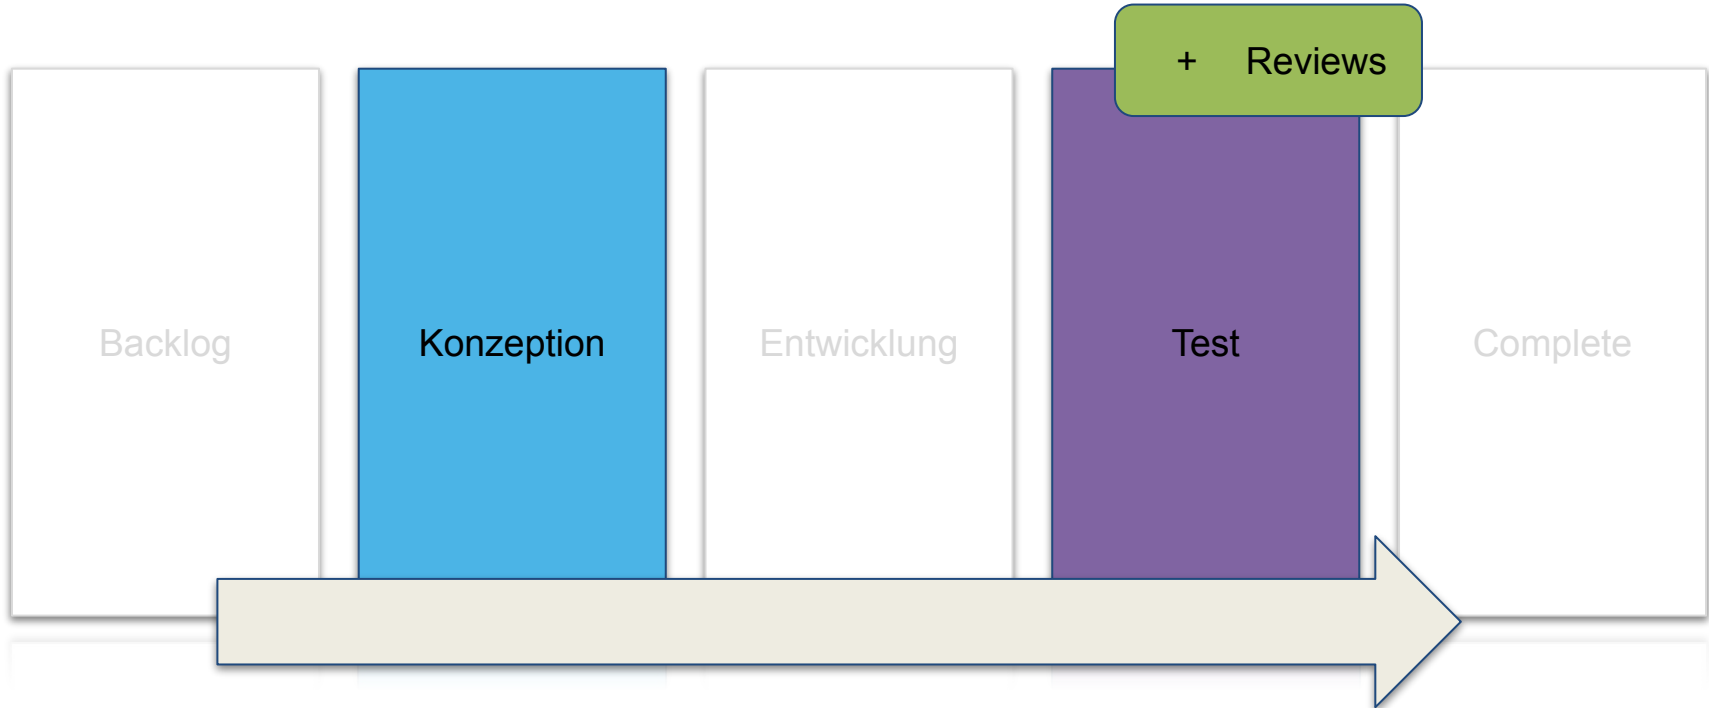 + Reviews
Backlog
Konzeption
Entwicklung
Test
Complete